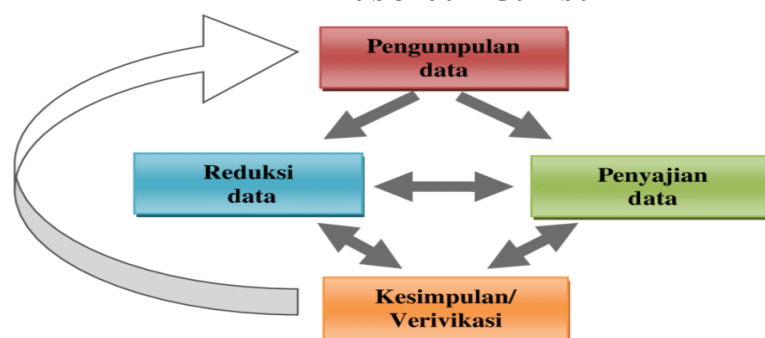 Pengumpulan
data
Reduksi
data
Penyajian
data
Kesimpulan/
Verivikasi